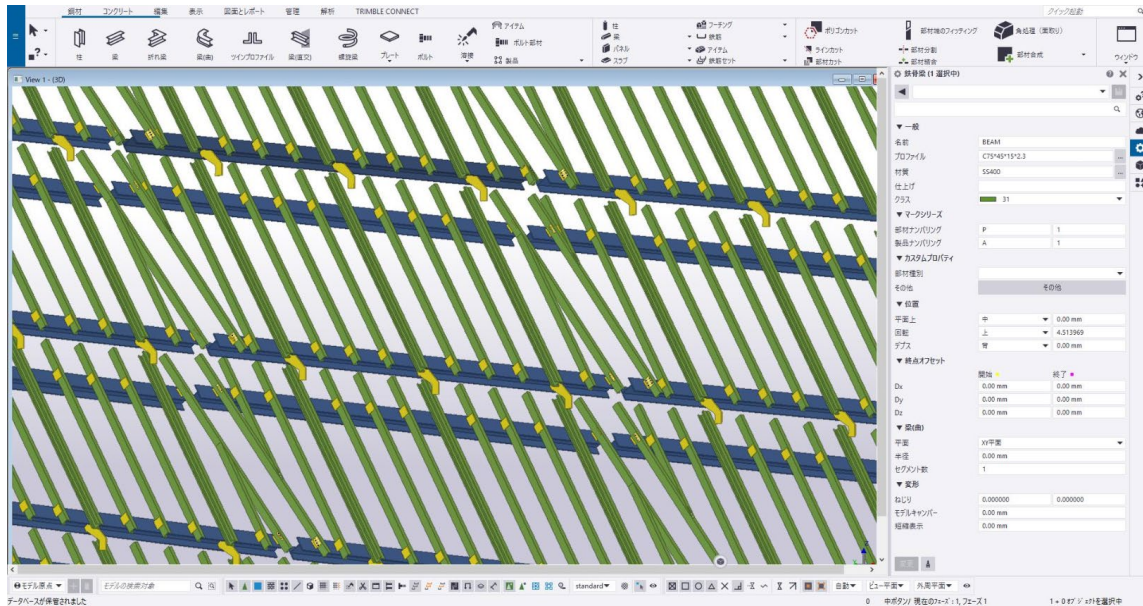 鋼材 コンクリート 編集 表示 図面とレポート 管理 解析 TRIMBLE CONNECT クイック起動
柱 梁 折れ梁 梁(曲) ツインプロファイル 梁(直交) 螺旋梁 プレート ボルト 溶接
アイテム
ボルト部材
製品
柱
梁
パネル
スラブ
フーチング
鉄筋
アイテム
鉄筋セット
ポリゴンカット
ラインカット
部材カット
部材端のフィッティング
部材分割
部材結合
角処理(面取り)
部材合成
ウィンドウ
View 1 - (3D)
鉄骨梁 (1 選択中)
一般
名前 BEAM
プロファイル C75*45*15*2.3
材質 SS400
仕上げ
クラス 31
マークシリーズ
部材ナンバリング P 1
製品ナンバリング A 1
カスタムプロパティ
部材種別
その他 その他
位置
平面上 中 0.00 mm
回転 上 4.513969
デプス 背 0.00 mm
終点オフセット
開始 終了
Dx 0.00 mm 0.00 mm
Dy 0.00 mm 0.00 mm
Dz 0.00 mm 0.00 mm
梁(曲)
平面 XY平面
半径 0.00 mm
セグメント数 1
変形
ねじり 0.000000 0.000000
モデルキャンバー 0.00 mm
短縮表示 0.00 mm
変更
モデル原点 モデルの検索対象 standard 自動 ビュー平面 外周平面
データベースが保管されました 0 中ボタン/ 現在のフェーズ: 1, フェーズ 1 1 + 0 オブジェクトを選択中